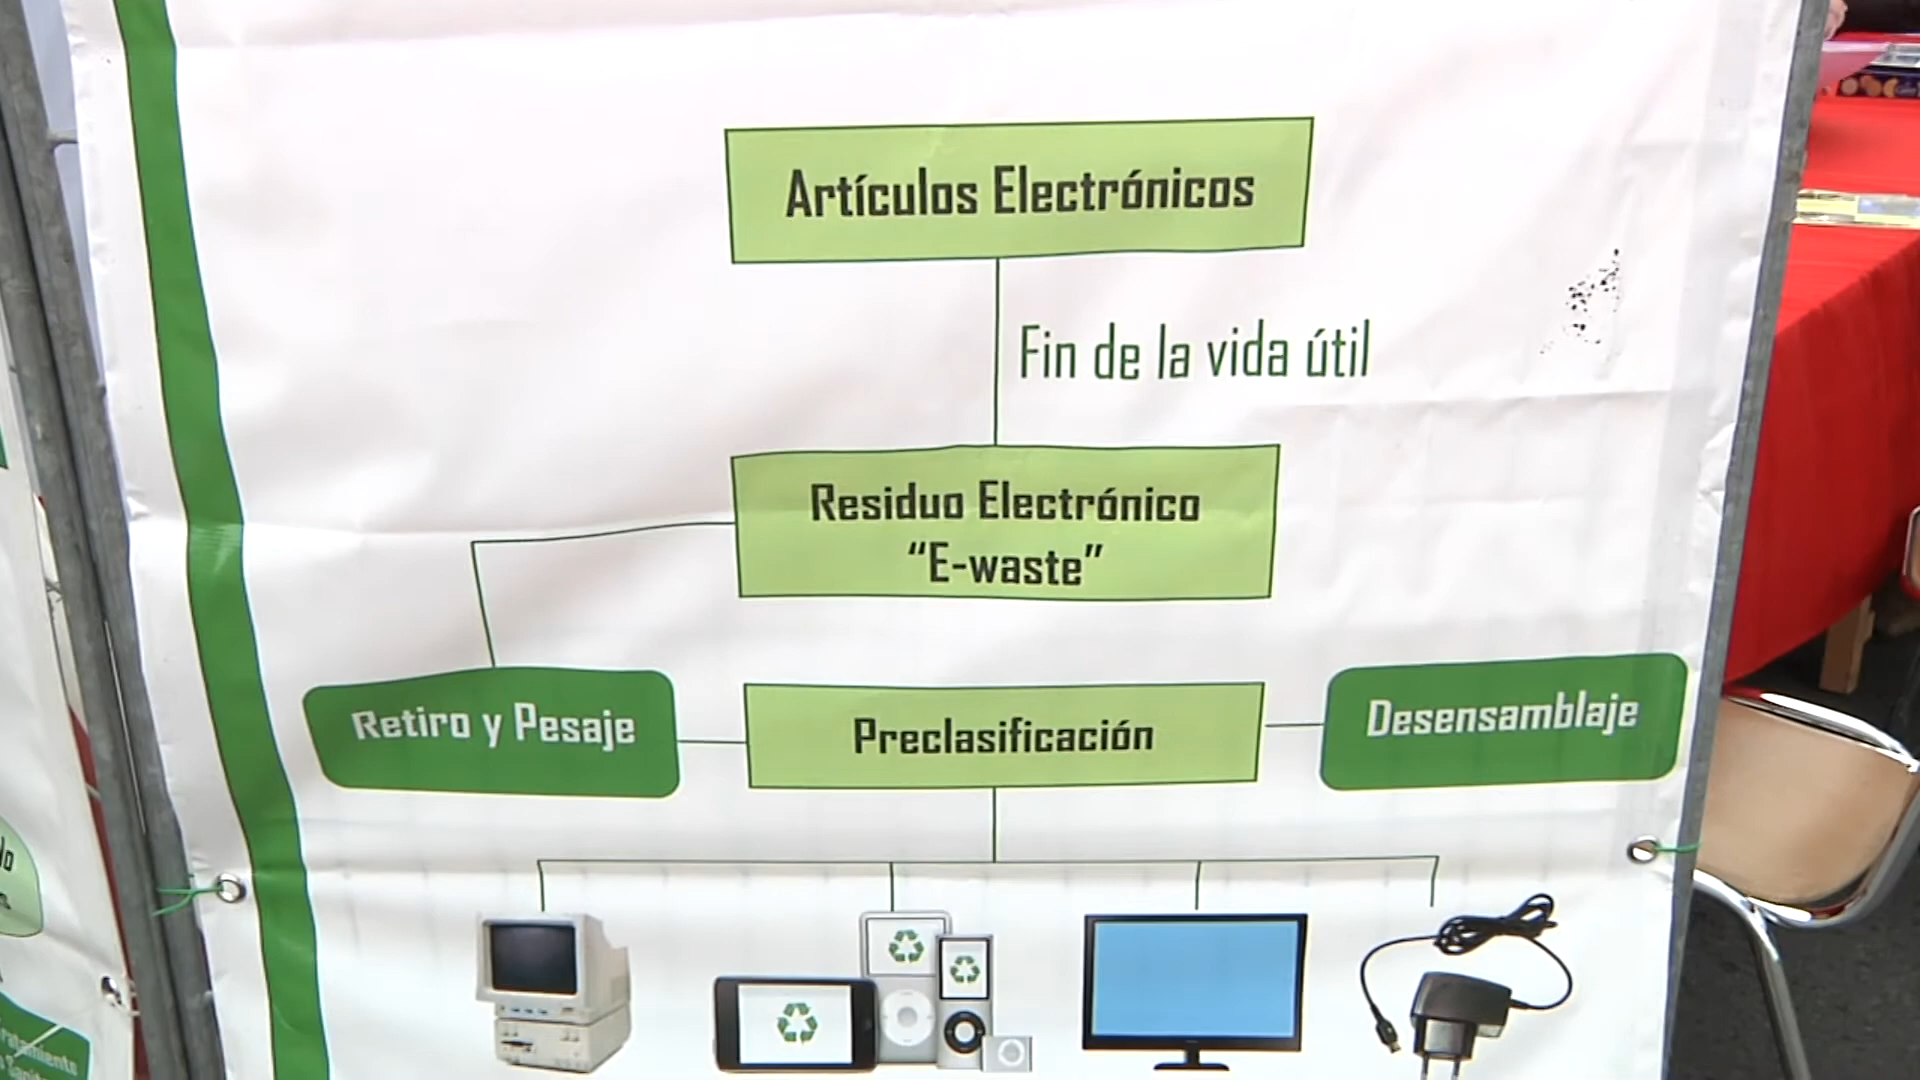 Artículos Electrónicos
Fin de la vida útil
Residuo Electrónico
“E-waste”
Retiro y Pesaje
Preclasificación
Desensamblaje